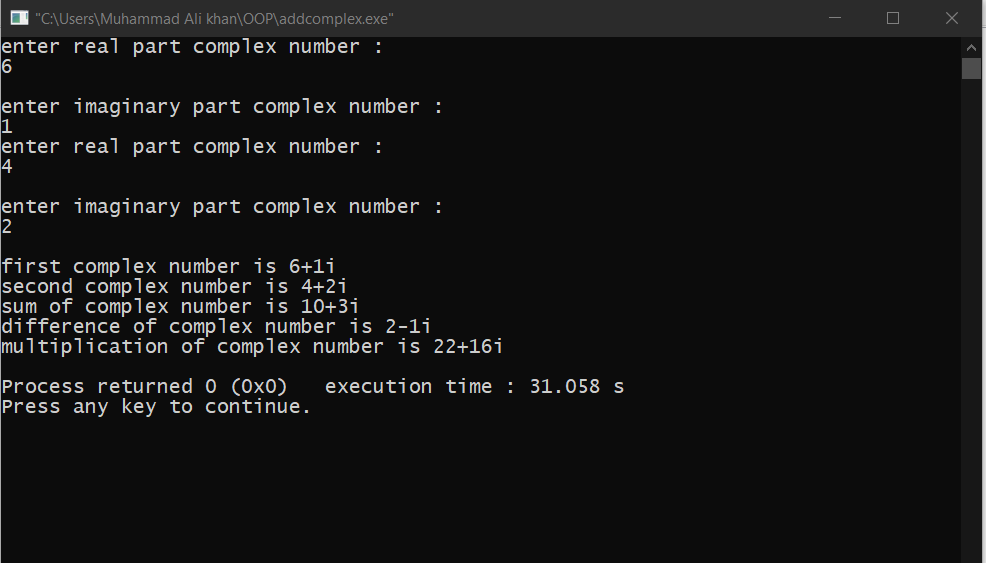 "C:\Users\Muhammad Ali khan\OOP\addcomplex.exe"
enter real part complex number :
6
enter imaginary part complex number :
1
enter real part complex number :
4
enter imaginary part complex number :
2
first complex number is 6+1i
second complex number is 4+2i
sum of complex number is 10+3i
difference of complex number is 2-1i
multiplication of complex number is 22+16i
Process returned 0 (0x0)   execution time : 31.058 s
Press any key to continue.